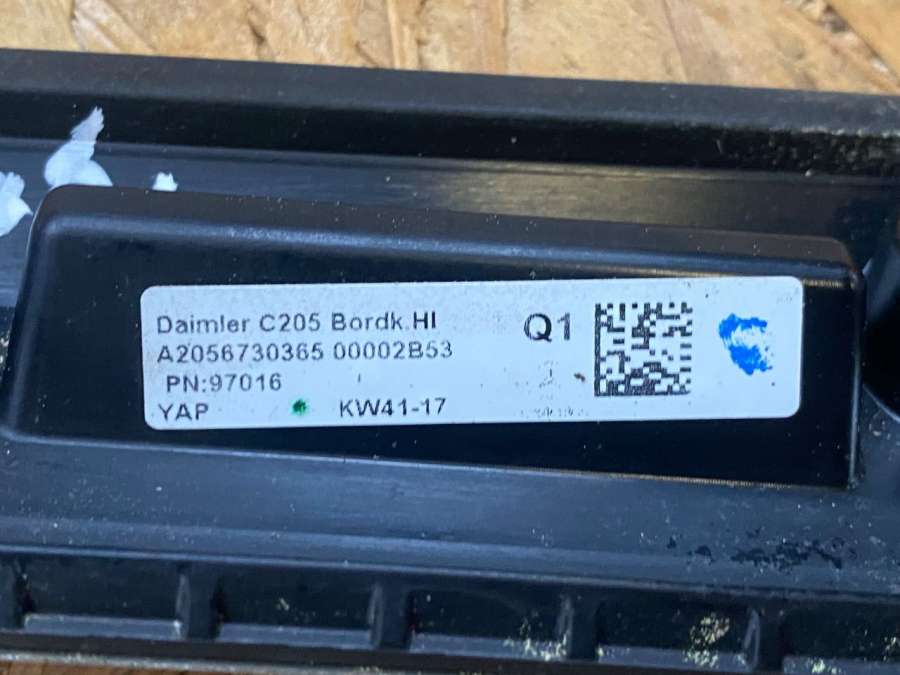 Daimler C205 Bordk.HI
Q1
A2056730365 00002B53
PN:97016
YAP KW41-17